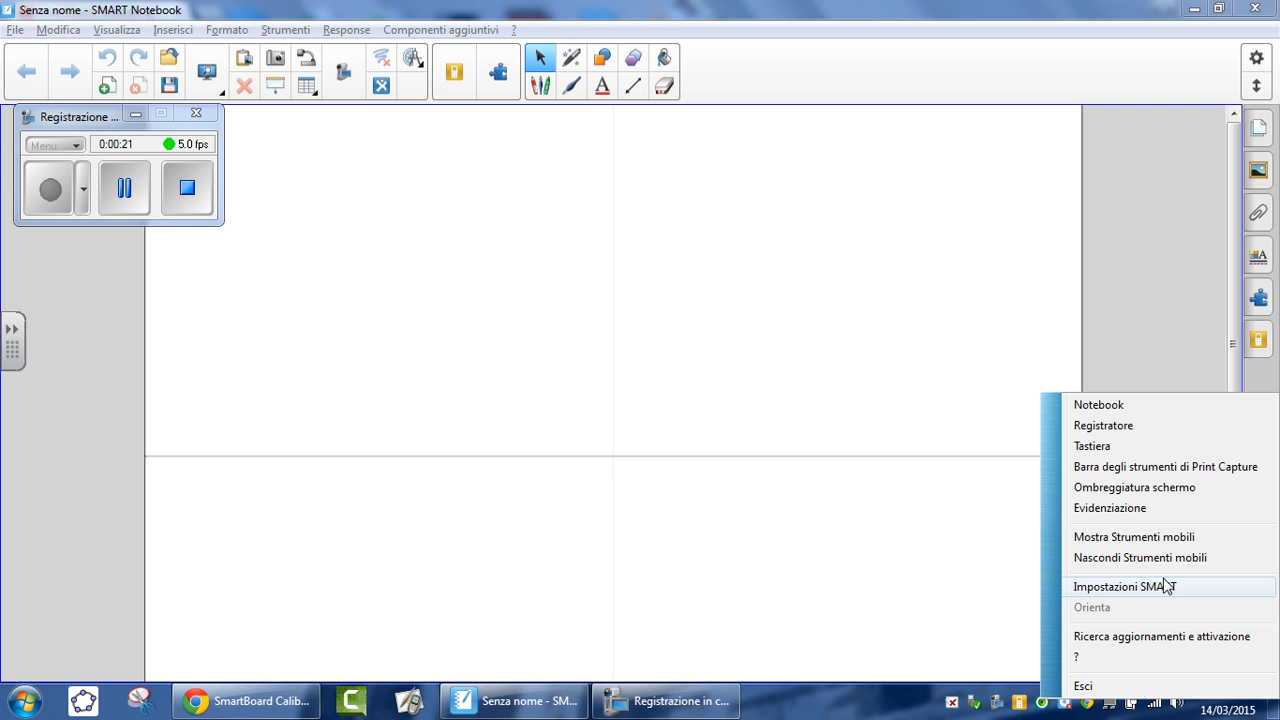 Senza nome - SMART Notebook
File Modifica Visualizza Inserisci Formato Strumenti Response Componenti aggiuntivi ?
Registrazione ...
Menu 0:00:21 5.0 fps
Notebook
Registratore
Tastiera
Barra degli strumenti di Print Capture
Ombreggiatura schermo
Evidenziazione
Mostra Strumenti mobili
Nascondi Strumenti mobili
Impostazioni SMART
Orienta
Ricerca aggiornamenti e attivazione
?
Esci
SmartBoard Calib... Senza nome - SM... Registrazione in c...
14/03/2015